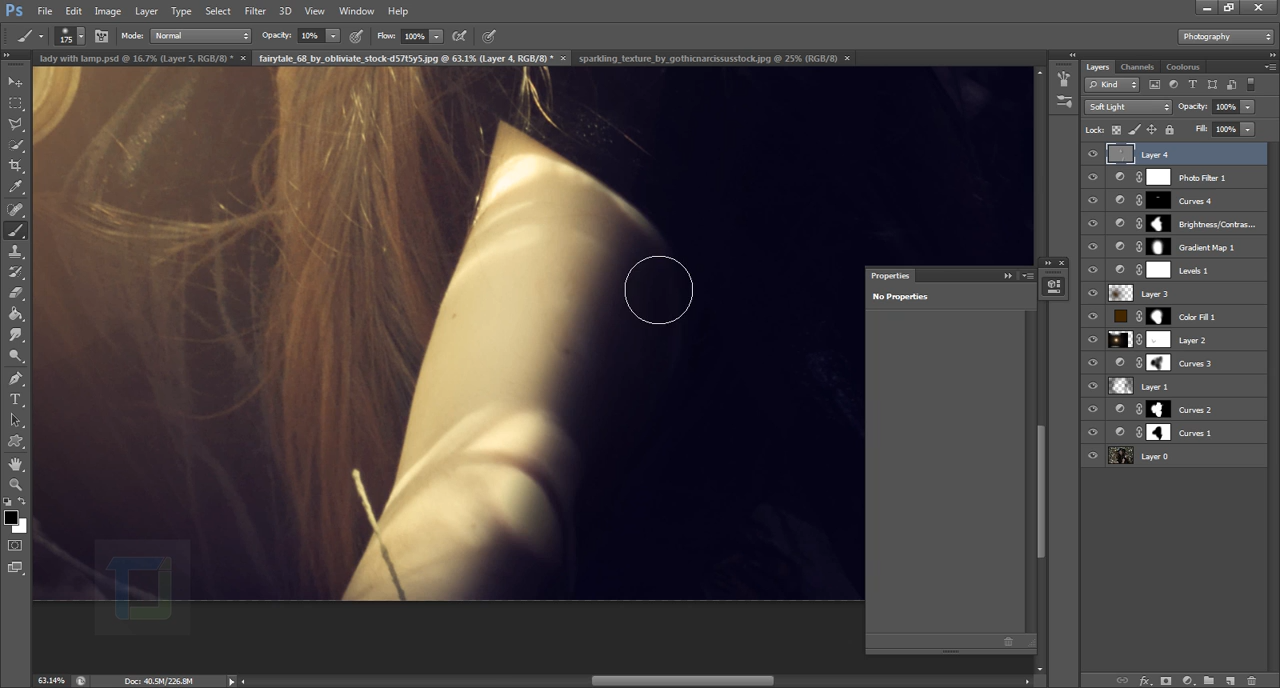 Ps File Edit Image Layer Type Select Filter 3D View Window Help
175 Mode: Normal Opacity: 10% Flow: 100% Photography
lady with lamp.psd @ 16.7% (Layer 5, RGB/8) * × fairytale_68_by_obliviate_stock-d57t5y5.jpg @ 63.1% (Layer 4, RGB/8) * × sparkling_texture_by_gothicnarcissusstock.jpg @ 25% (RGB/8) ×
Layers Channels Coolorus
Kind
Soft Light Opacity: 100%
Lock: Fill: 100%
Layer 4
Photo Filter 1
Curves 4
Brightness/Contras...
Gradient Map 1
Levels 1
Layer 3
Color Fill 1
Layer 2
Curves 3
Layer 1
Curves 2
Curves 1
Layer 0
Properties
No Properties
63.14% Doc: 40.5M/226.8M